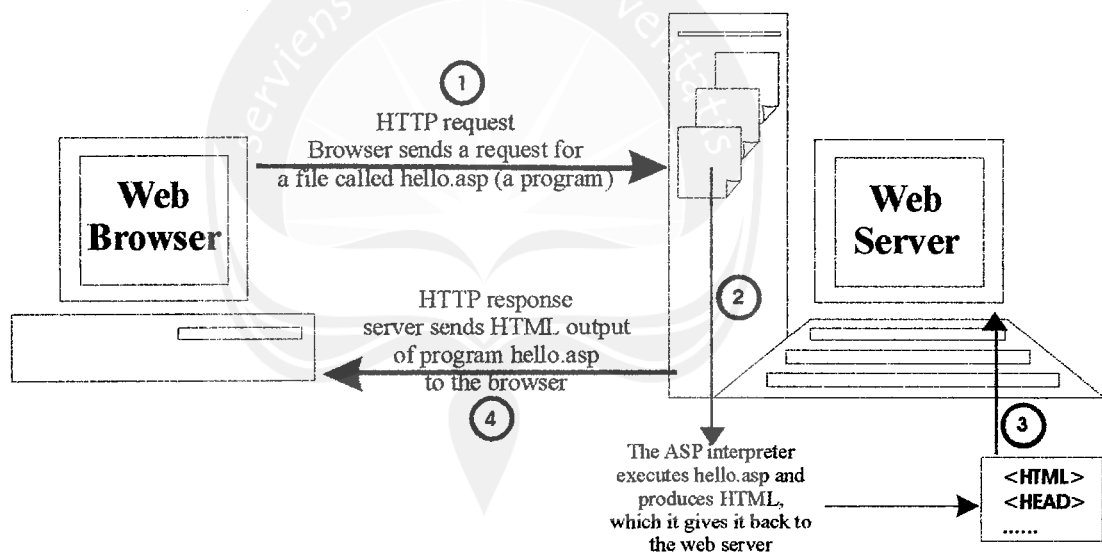 serviens
veritatis
1
HTTP request
Browser sends a request for
a file called hello.asp (a program)
Web
Browser
Web
Server
2
HTTP response
server sends HTML output
of program hello.asp
to the browser
4
3
The ASP interpreter
executes hello.asp and
produces HTML,
which it gives it back to
the web server
<HTML>
<HEAD>
......